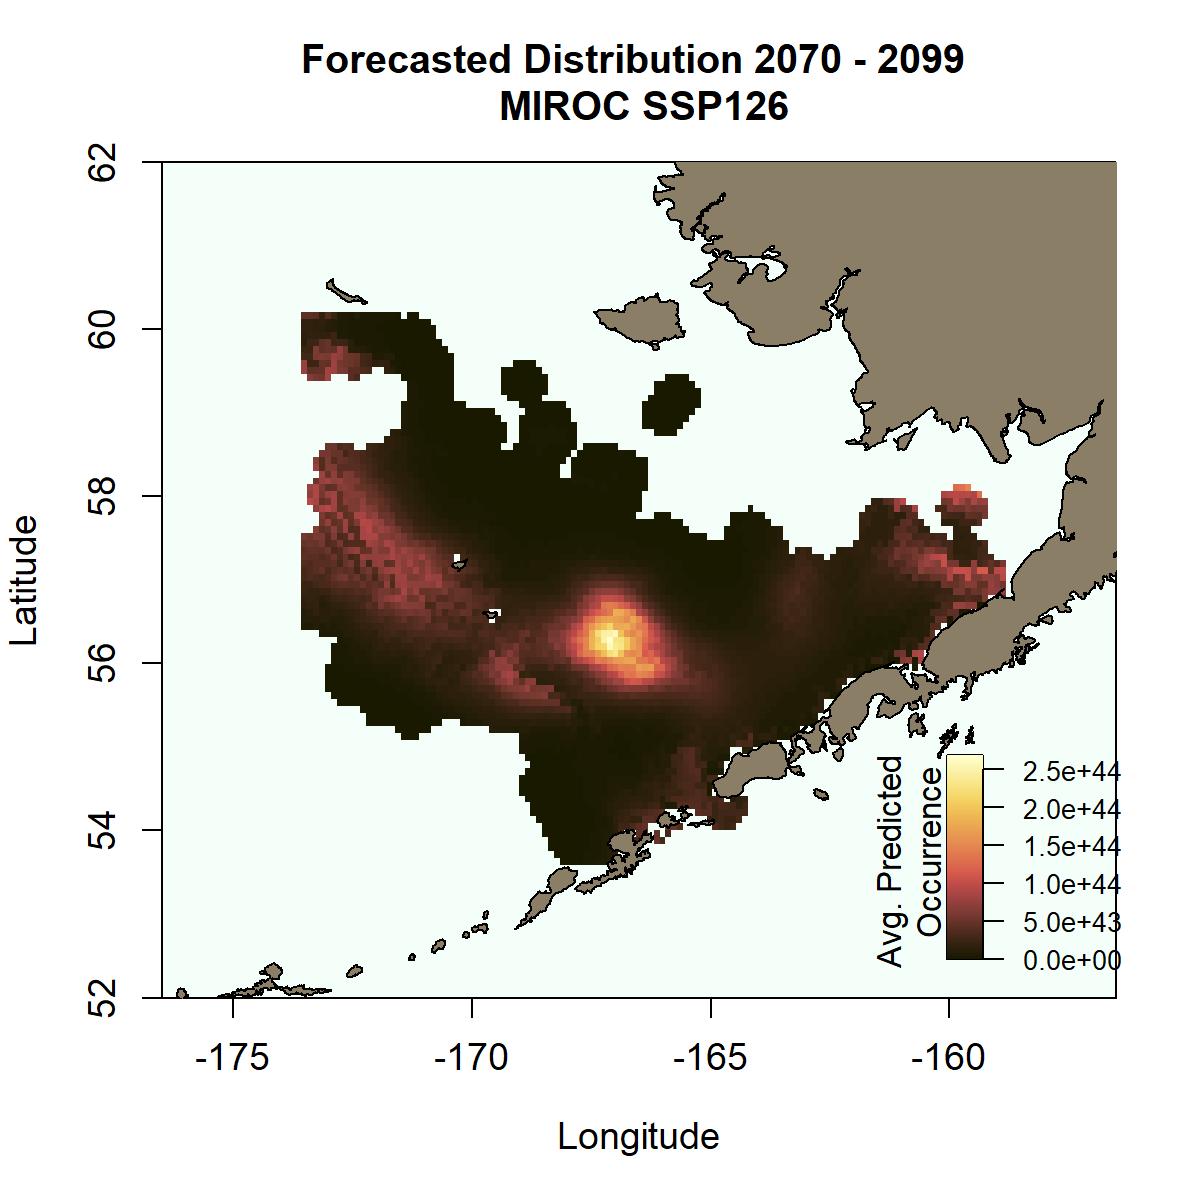 Forecasted Distribution 2070 - 2099
MIROC SSP126
62
60
58
56
54
52
Latitude
-175
-170
-165
-160
Longitude
Avg. Predicted
Occurrence
2.5e+44
2.0e+44
1.5e+44
1.0e+44
5.0e+43
0.0e+00